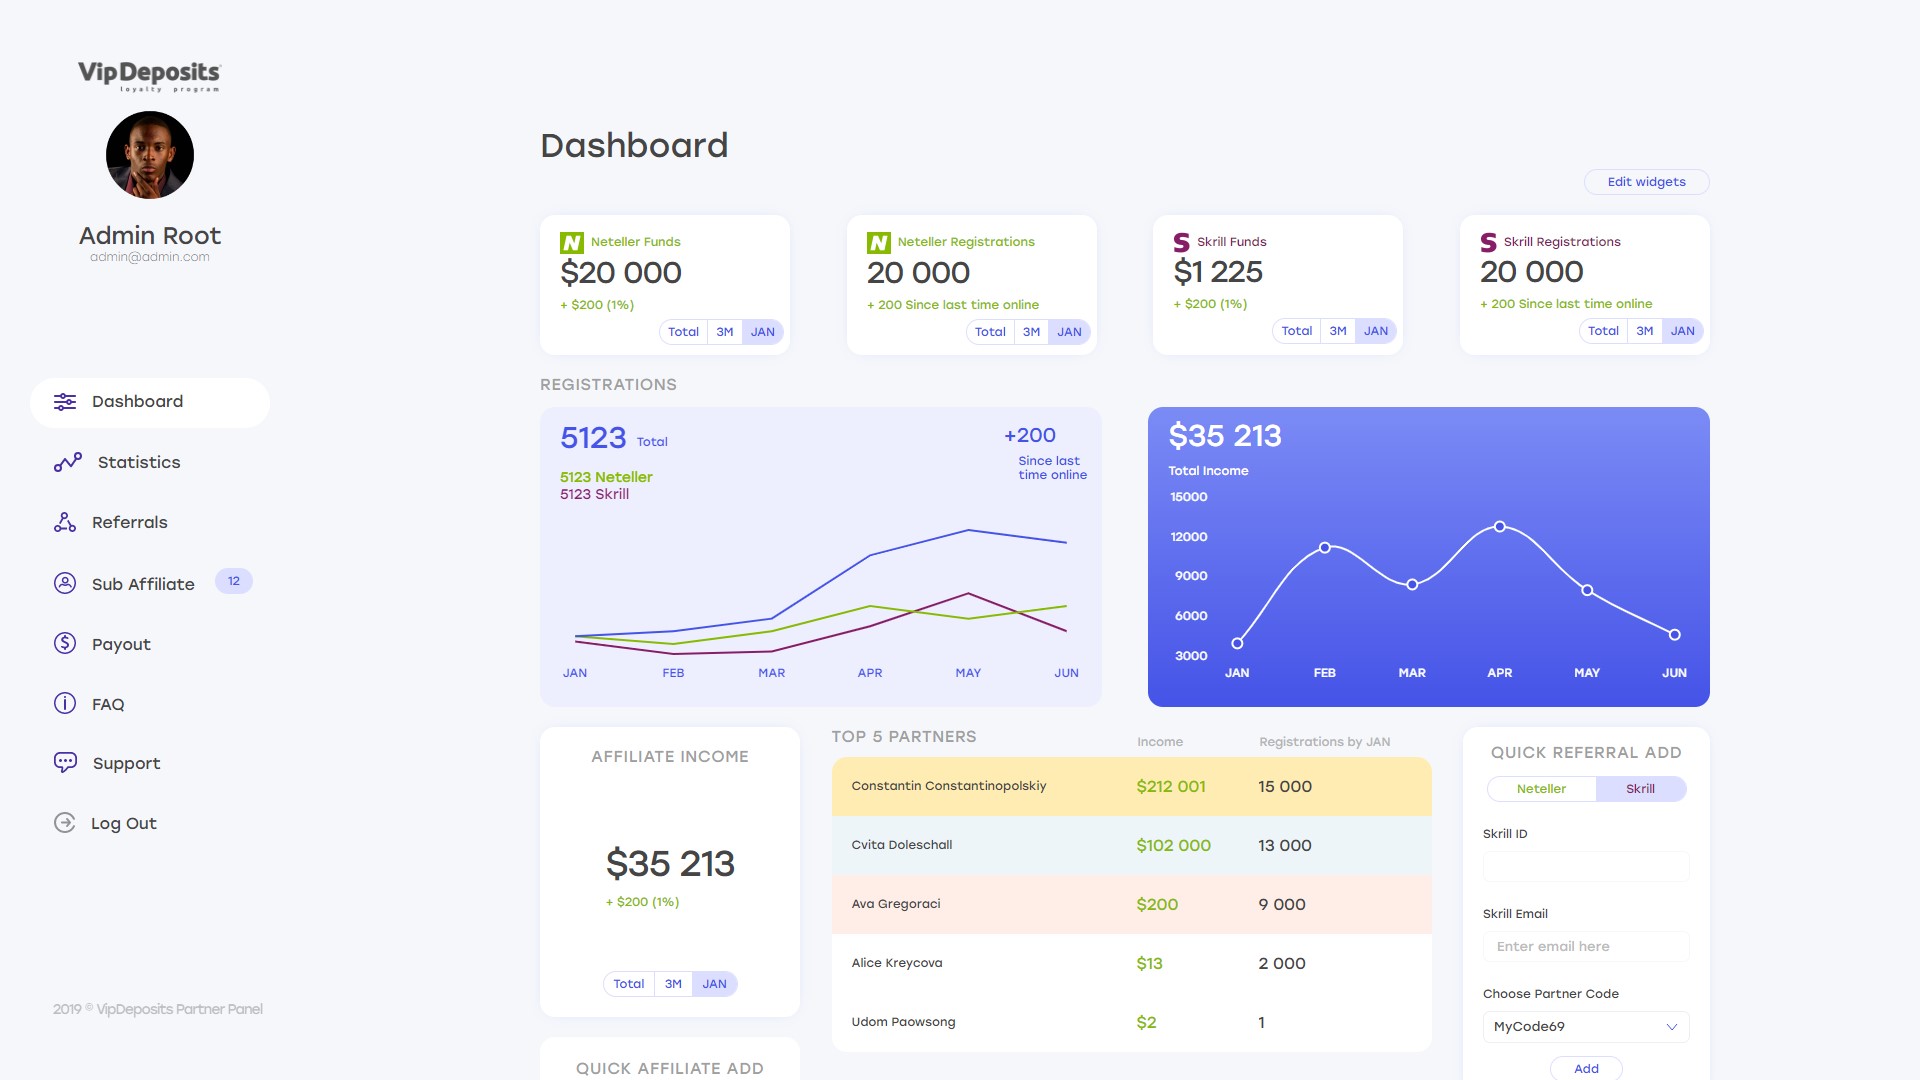 VipDeposits
loyalty program
Admin Root
admin@admin.com
Dashboard
Statistics
Referrals
Sub Affiliate 12
Payout
FAQ
Support
Log Out
2019 © VipDeposits Partner Panel
Dashboard
Edit widgets
N Neteller Funds
$20 000
+ $200 (1%)
Total 3M JAN
N Neteller Registrations
20 000
+ 200 Since last time online
Total 3M JAN
S Skrill Funds
$1 225
+ $200 (1%)
Total 3M JAN
S Skrill Registrations
20 000
+ 200 Since last time online
Total 3M JAN
REGISTRATIONS
5123 Total
5123 Neteller
5123 Skrill
+200
Since last
time online
JAN FEB MAR APR MAY JUN
$35 213
Total Income
15000
12000
9000
6000
3000
JAN FEB MAR APR MAY JUN
AFFILIATE INCOME
$35 213
+ $200 (1%)
Total 3M JAN
QUICK AFFILIATE ADD
TOP 5 PARTNERS Income Registrations by JAN
Constantin Constantinopolskiy $212 001 15 000
Cvita Doleschall $102 000 13 000
Ava Gregoraci $200 9 000
Alice Kreycova $13 2 000
Udom Paowsong $2 1
QUICK REFERRAL ADD
Neteller Skrill
Skrill ID
Skrill Email
Enter email here
Choose Partner Code
MyCode69
Add